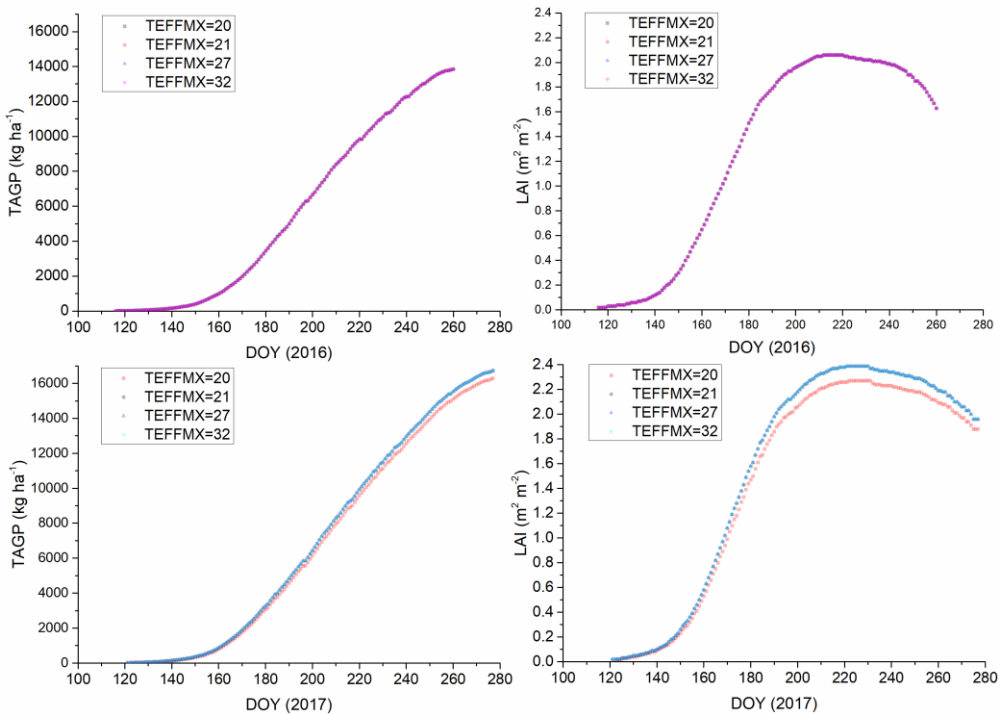 TEFFMX=20
TEFFMX=21
TEFFMX=27
TEFFMX=32
TAGP (kg ha⁻¹)
16000
14000
12000
10000
8000
6000
4000
2000
0
100 120 140 160 180 200 220 240 260 280
DOY (2016)
TEFFMX=20
TEFFMX=21
TEFFMX=27
TEFFMX=32
LAI (m² m⁻²)
2.4
2.2
2.0
1.8
1.6
1.4
1.2
1.0
0.8
0.6
0.4
0.2
0.0
100 120 140 160 180 200 220 240 260 280
DOY (2016)
TEFFMX=20
TEFFMX=21
TEFFMX=27
TEFFMX=32
TAGP (kg ha⁻¹)
16000
14000
12000
10000
8000
6000
4000
2000
0
100 120 140 160 180 200 220 240 260 280
DOY (2017)
TEFFMX=20
TEFFMX=21
TEFFMX=27
TEFFMX=32
LAI (m² m⁻²)
2.4
2.2
2.0
1.8
1.6
1.4
1.2
1.0
0.8
0.6
0.4
0.2
0.0
100 120 140 160 180 200 220 240 260 280
DOY (2017)